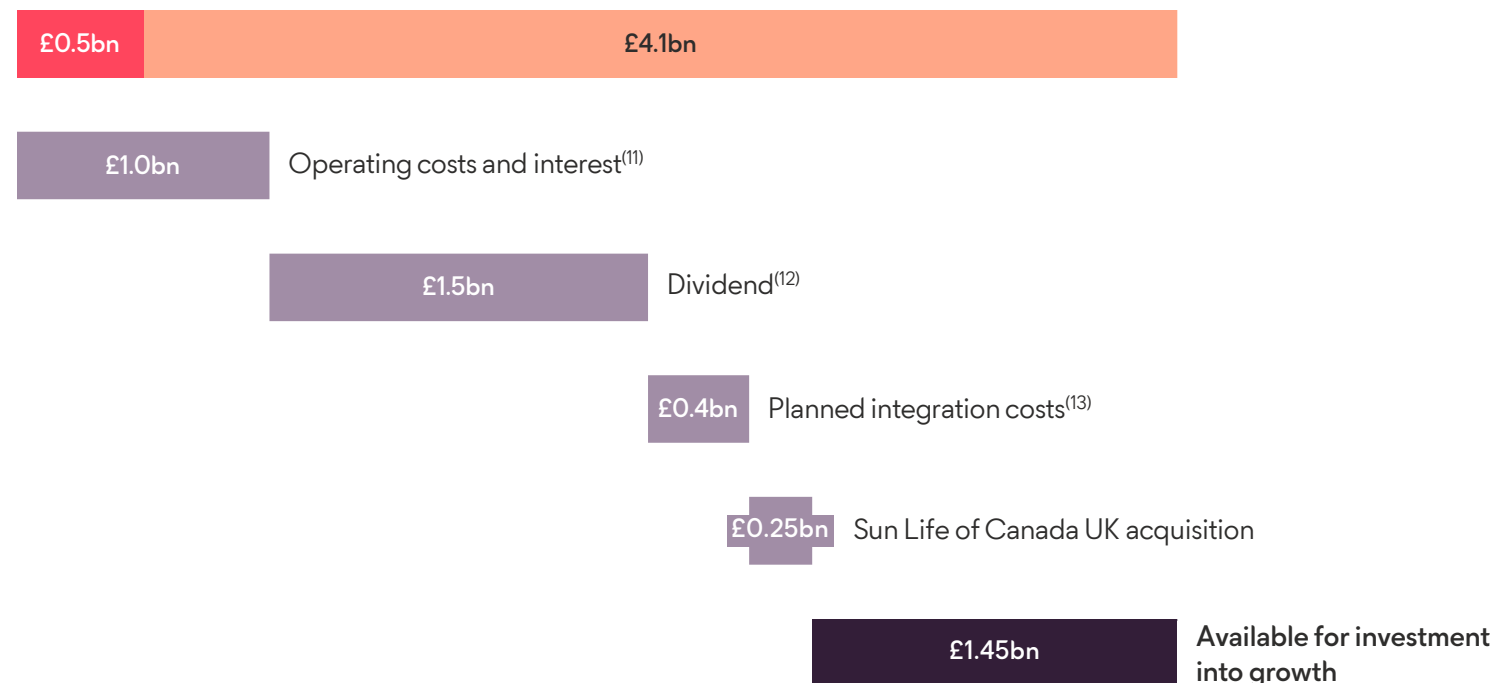 £0.5bn £4.1bn
£1.0bn Operating costs and interest(11)
£1.5bn Dividend(12)
£0.4bn Planned integration costs(13)
£0.25bn Sun Life of Canada UK acquisition
£1.45bn Available for investment
into growth